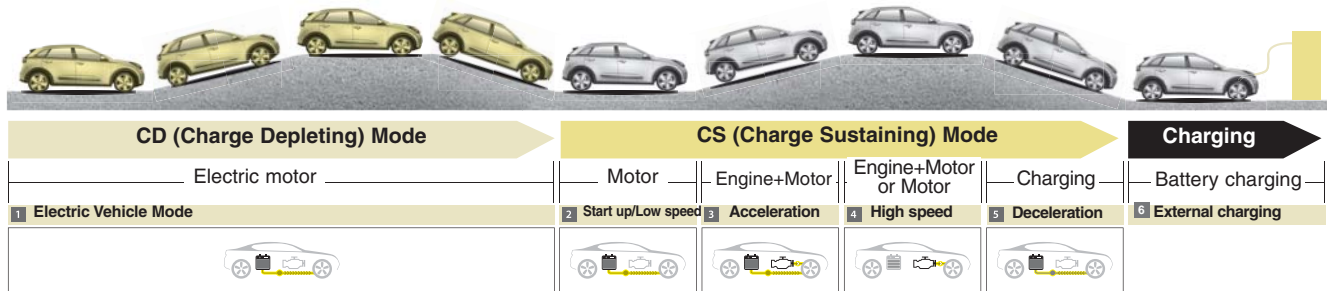 CD (Charge Depleting) Mode
CS (Charge Sustaining) Mode
Charging
Electric motor
Motor
Engine+Motor
Engine+Motor
or Motor
Charging
Battery charging
1 Electric Vehicle Mode
2 Start up/Low speed
3 Acceleration
4 High speed
5 Deceleration
6 External charging